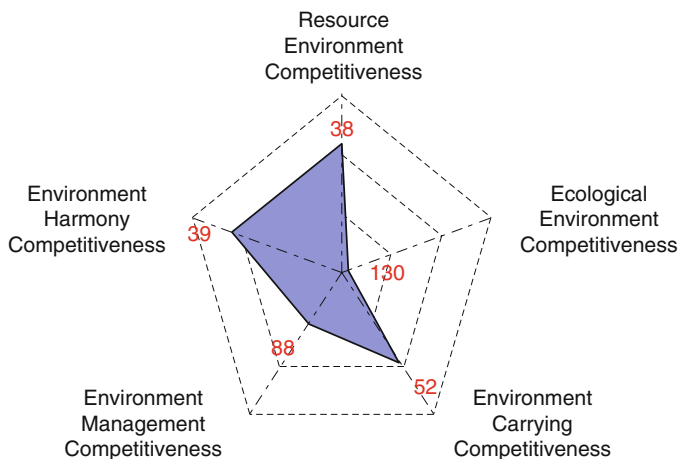 Resource
Environment
Competitiveness
38
Environment
Harmony
Competitiveness
39
Ecological
Environment
Competitiveness
130
88
52
Environment
Management
Competitiveness
Environment
Carrying
Competitiveness